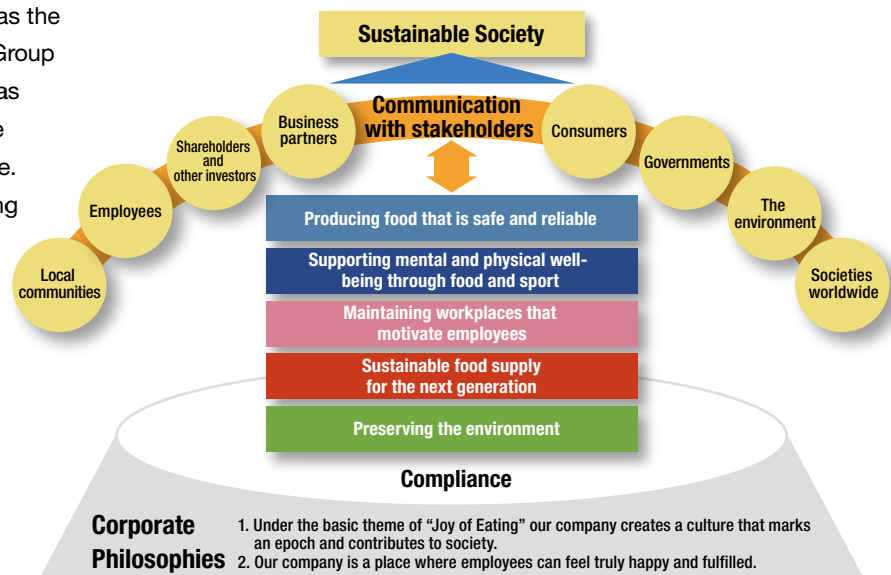 as the
Group
as
e.
ng
Sustainable Society
Communication
with stakeholders
Local
communities
Employees
Shareholders
and
other investors
Business
partners
Consumers
Governments
The
environment
Societies
worldwide
Producing food that is safe and reliable
Supporting mental and physical well-
being through food and sport
Maintaining workplaces that
motivate employees
Sustainable food supply
for the next generation
Preserving the environment
Compliance
Corporate
Philosophies
1. Under the basic theme of “Joy of Eating” our company creates a culture that marks
an epoch and contributes to society.
2. Our company is a place where employees can feel truly happy and fulfilled.